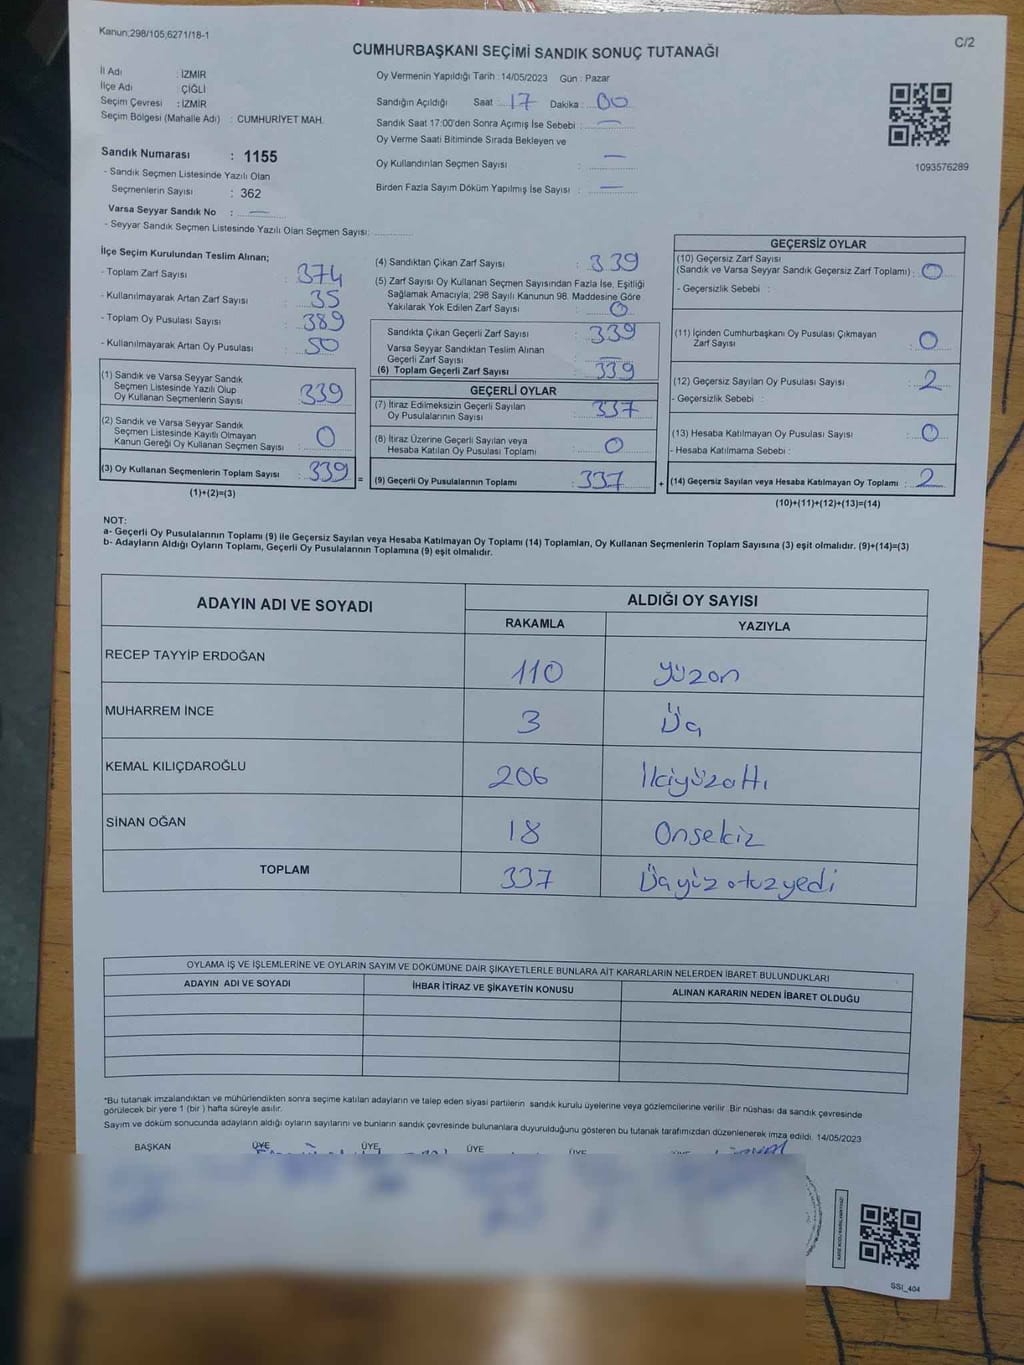 Kanun;298/105;6271/18-1
C/2
CUMHURBAŞKANI SEÇİMİ SANDIK SONUÇ TUTANAĞI
İl Adı : İZMİR
İlçe Adı : ÇİĞLİ
Seçim Çevresi : İZMİR
Seçim Bölgesi (Mahalle Adı) : CUMHURİYET MAH.
Sandık Numarası : 1155
- Sandık Seçmen Listesinde Yazılı Olan
Seçmenlerin Sayısı : 362
Varsa Seyyar Sandık No : —
- Seyyar Sandık Seçmen Listesinde Yazılı Olan Seçmen Sayısı:
Oy Vermenin Yapıldığı Tarih : 14/05/2023 Gün : Pazar
Sandığın Açıldığı Saat : 17 Dakika : 00
Sandık Saat 17:00'den Sonra Açımış İse Sebebi : —
Oy Verme Saati Bitiminde Sırada Bekleyen ve
Oy Kullandırılan Seçmen Sayısı : —
Birden Fazla Sayım Döküm Yapılmış İse Sayısı : —
1093576289
İlçe Seçim Kurulundan Teslim Alınan;
- Toplam Zarf Sayısı : 374
- Kullanılmayarak Artan Zarf Sayısı : 35
- Toplam Oy Pusulası Sayısı : 389
- Kullanılmayarak Artan Oy Pusulası : 50
(1) Sandık ve Varsa Seyyar Sandık
Seçmen Listesinde Yazılı Olup
Oy Kullanan Seçmenlerin Sayısı : 339
(2) Sandık ve Varsa Seyyar Sandık
Seçmen Listesinde Kayıtlı Olmayan
Kanun Gereği Oy Kullanan Seçmen Sayısı : 0
(3) Oy Kullanan Seçmenlerin Toplam Sayısı : 339
(1)+(2)=(3)
=
(4) Sandıktan Çıkan Zarf Sayısı : 339
(5) Zarf Sayısı Oy Kullanan Seçmen Sayısından Fazla İse, Eşitliği
Sağlamak Amacıyla; 298 Sayılı Kanunun 98. Maddesine Göre
Yakılarak Yok Edilen Zarf Sayısı : 0
Sandıkta Çıkan Geçerli Zarf Sayısı : 339
Varsa Seyyar Sandıktan Teslim Alınan
Geçerli Zarf Sayısı : —
(6) Toplam Geçerli Zarf Sayısı : 339
GEÇERLİ OYLAR
(7) İtiraz Edilmeksizin Geçerli Sayılan
Oy Pusulalarının Sayısı : 337
(8) İtiraz Üzerine Geçerli Sayılan veya
Hesaba Katılan Oy Pusulası Toplamı : 0
(9) Geçerli Oy Pusulalarının Toplamı : 337
+
GEÇERSİZ OYLAR
(10) Geçersiz Zarf Sayısı
(Sandık ve Varsa Seyyar Sandık Geçersiz Zarf Toplamı) : 0
- Geçersizlik Sebebi :
(11) İçinden Cumhurbaşkanı Oy Pusulası Çıkmayan
Zarf Sayısı : 0
(12) Geçersiz Sayılan Oy Pusulası Sayısı : 2
- Geçersizlik Sebebi :
(13) Hesaba Katılmayan Oy Pusulası Sayısı : 0
- Hesaba Katılmama Sebebi :
(14) Geçersiz Sayılan veya Hesaba Katılmayan Oy Toplamı : 2
(10)+(11)+(12)+(13)=(14)
NOT:
a- Geçerli Oy Pusulalarının Toplamı (9) ile Geçersiz Sayılan veya Hesaba Katılmayan Oy Toplamı (14) Toplamları, Oy Kullanan Seçmenlerin Toplam Sayısına (3) eşit olmalıdır. (9)+(14)=(3)
b- Adayların Aldığı Oyların Toplamı, Geçerli Oy Pusulalarının Toplamına (9) eşit olmalıdır.
ADAYIN ADI VE SOYADI
ALDIĞI OY SAYISI
RAKAMLA YAZIYLA
RECEP TAYYİP ERDOĞAN 110 yüzon
MUHARREM İNCE 3 Üç
KEMAL KILIÇDAROĞLU 206 İkiyüzaltı
SİNAN OĞAN 18 Onsekiz
TOPLAM 337 Üçyüz otuzyedi
OYLAMA İŞ VE İŞLEMLERİNE VE OYLARIN SAYIM VE DÖKÜMÜNE DAİR ŞİKAYETLERLE BUNLARA AİT KARARLARIN NELERDEN İBARET BULUNDUKLARI
ADAYIN ADI VE SOYADI İHBAR İTİRAZ VE ŞİKAYETİN KONUSU ALINAN KARARIN NEDEN İBARET OLDUĞU
*Bu tutanak imzalandıktan ve mühürlendikten sonra seçime katılan adayların ve talep eden siyasi partilerin sandık kurulu üyelerine veya gözlemcilerine verilir. Bir nüshası da sandık çevresinde
görülecek bir yere 1 (bir ) hafta süreyle asılır.
Sayım ve döküm sonucunda adayların aldığı oyların sayılarını ve bunların sandık çevresinde bulunanlara duyurulduğunu gösteren bu tutanak tarafımızdan düzenlenerek imza edildi. 14/05/2023
BAŞKAN ÜYE ÜYE ÜYE ÜYE
SSI_404